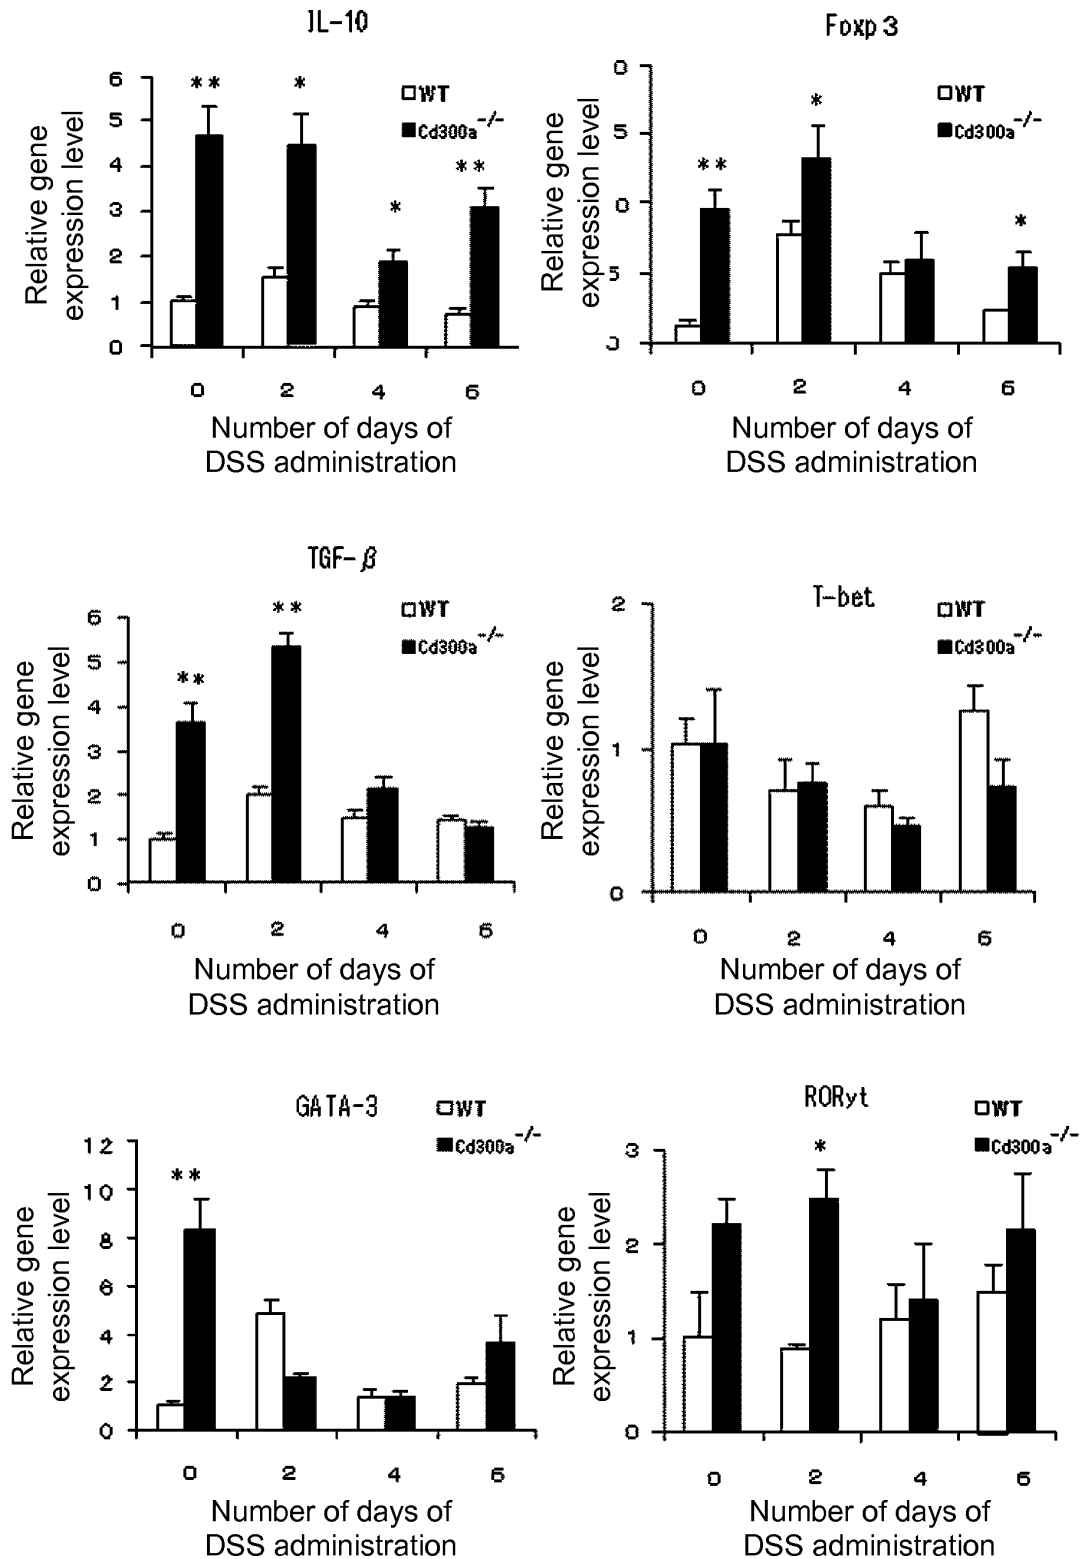 IL-10
6
5
4
3
2
1
0
** * * **
WT
Cd300a-/-
Relative gene
expression level
0 2 4 6
Number of days of
DSS administration
Foxp3
0
5
0
5
** * *
WT
Cd300a-/-
Relative gene
expression level
0 2 4 6
Number of days of
DSS administration
TGF-β
6
5
4
3
2
1
0
** **
WT
Cd300a-/-
Relative gene
expression level
0 2 4 6
Number of days of
DSS administration
T-bet
2
1
0
WT
Cd300a-/-
Relative gene
expression level
0 2 4 6
Number of days of
DSS administration
GATA-3
12
10
8
6
4
2
0
**
WT
Cd300a-/-
Relative gene
expression level
0 2 4 6
Number of days of
DSS administration
RORγt
3
2
1
0
*
WT
Cd300a-/-
Relative gene
expression level
0 2 4 6
Number of days of
DSS administration